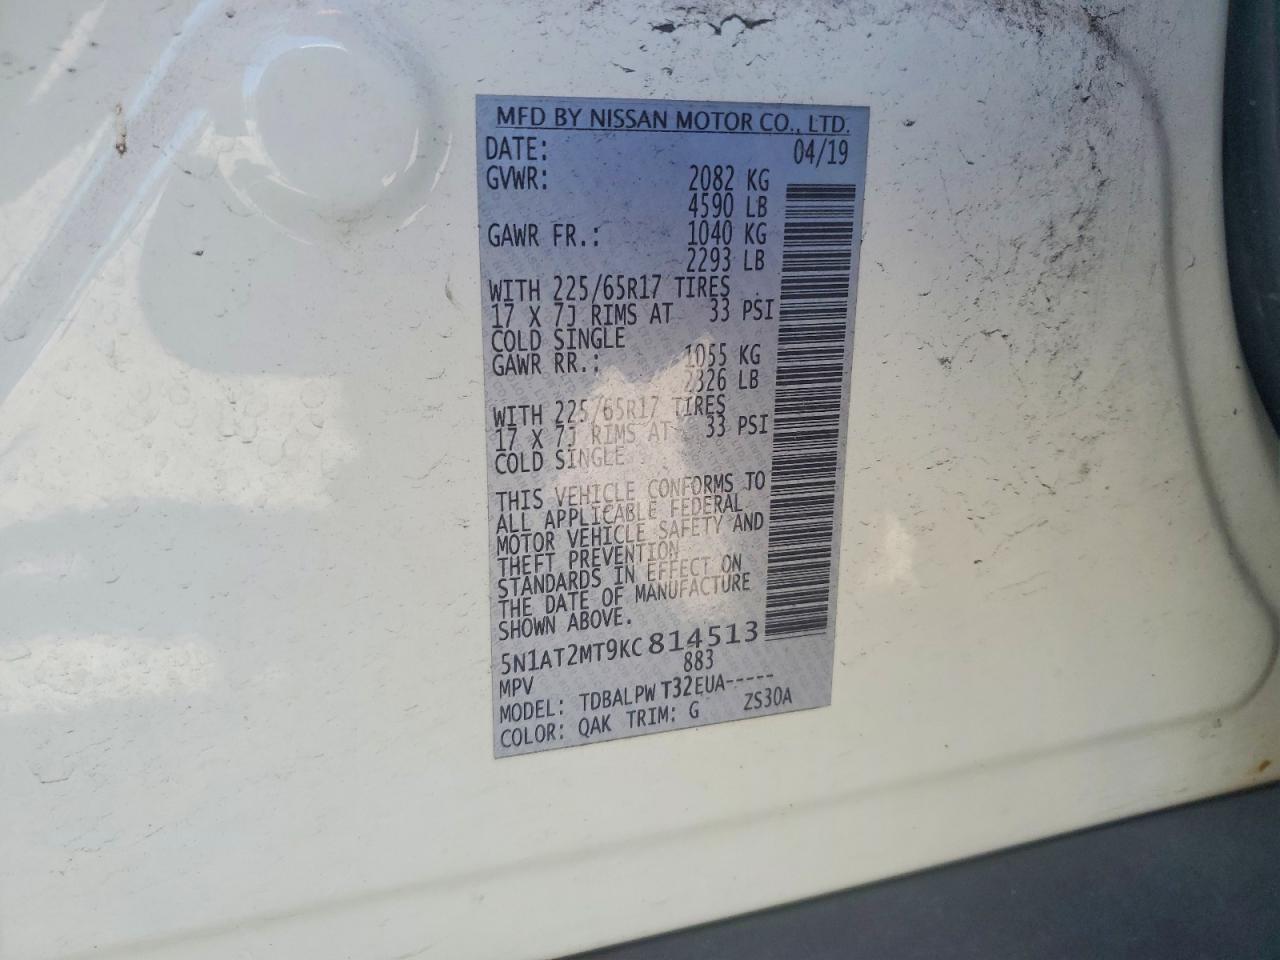 MFD BY NISSAN MOTOR CO., LTD.
DATE: 04/19
GVWR: 2082 KG
4590 LB
GAWR FR.: 1040 KG
2293 LB
WITH 225/65R17 TIRES
17 X 7J RIMS AT 33 PSI
COLD SINGLE
GAWR RR.: 1055 KG
2326 LB
WITH 225/65R17 TIRES
17 X 7J RIMS AT 33 PSI
COLD SINGLE
THIS VEHICLE CONFORMS TO
ALL APPLICABLE FEDERAL
MOTOR VEHICLE SAFETY AND
THEFT PREVENTION
STANDARDS IN EFFECT ON
THE DATE OF MANUFACTURE
SHOWN ABOVE.
5N1AT2MT9KC814513
MPV 883
MODEL: TDBALPWT32EUA-----
COLOR: QAK TRIM: G ZS30A